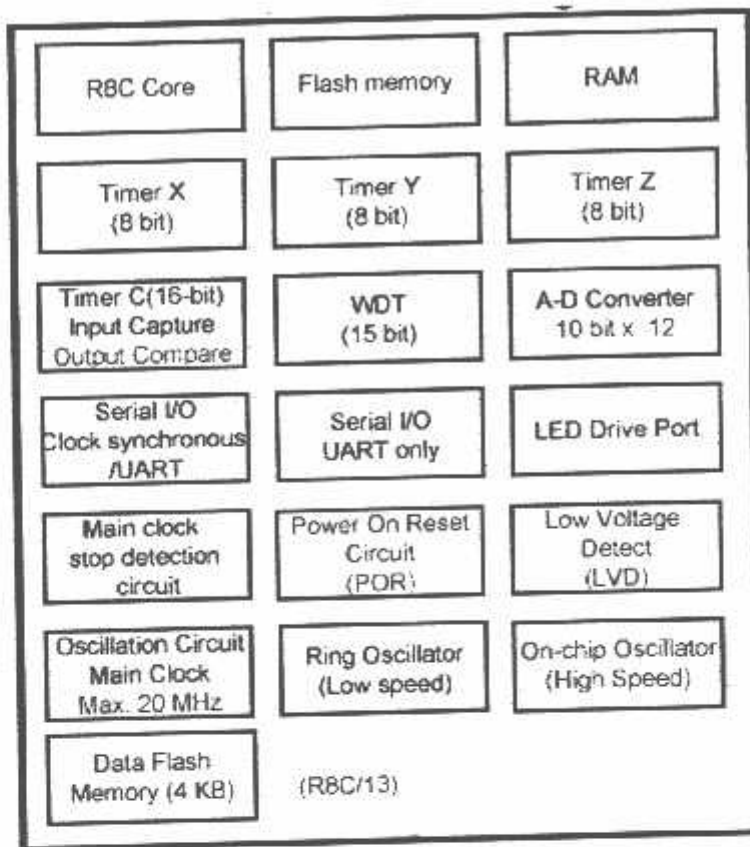 R8C Core
Flash memory
RAM
Timer X
(8 bit)
Timer Y
(8 bit)
Timer Z
(8 bit)
Timer C(16-bit)
Input Capture
Output Compare
WDT
(15 bit)
A-D Converter
10 bit x 12
Serial I/O
Clock synchronous
/UART
Serial I/O
UART only
LED Drive Port
Main clock
stop detection
circuit
Power On Reset
Circuit
(POR)
Low Voltage
Detect
(LVD)
Oscillation Circuit
Main Clock
Max. 20 MHz
Ring Oscillator
(Low speed)
On-chip Oscillator
(High Speed)
Data Flash
Memory (4 KB)
(R8C/13)